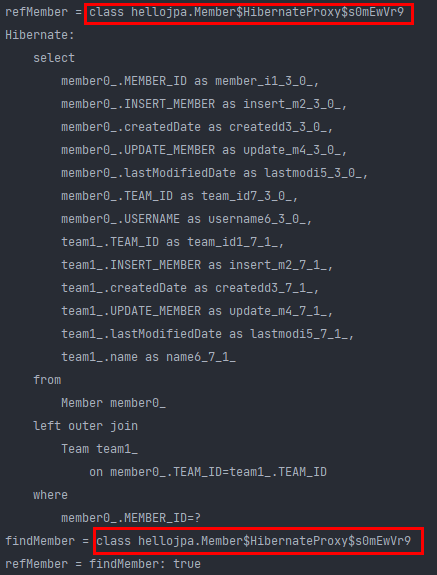 refMember = class hellojpa.Member$HibernateProxy$s0mEwVr9
Hibernate:
    select
        member0_.MEMBER_ID as member_i1_3_0_,
        member0_.INSERT_MEMBER as insert_m2_3_0_,
        member0_.createdDate as createdd3_3_0_,
        member0_.UPDATE_MEMBER as update_m4_3_0_,
        member0_.lastModifiedDate as lastmodi5_3_0_,
        member0_.TEAM_ID as team_id7_3_0_,
        member0_.USERNAME as username6_3_0_,
        team1_.TEAM_ID as team_id1_7_1_,
        team1_.INSERT_MEMBER as insert_m2_7_1_,
        team1_.createdDate as createdd3_7_1_,
        team1_.UPDATE_MEMBER as update_m4_7_1_,
        team1_.lastModifiedDate as lastmodi5_7_1_,
        team1_.name as name6_7_1_
    from
        Member member0_
    left outer join
        Team team1_
            on member0_.TEAM_ID=team1_.TEAM_ID
    where
        member0_.MEMBER_ID=?
findMember = class hellojpa.Member$HibernateProxy$s0mEwVr9
refMember = findMember: true